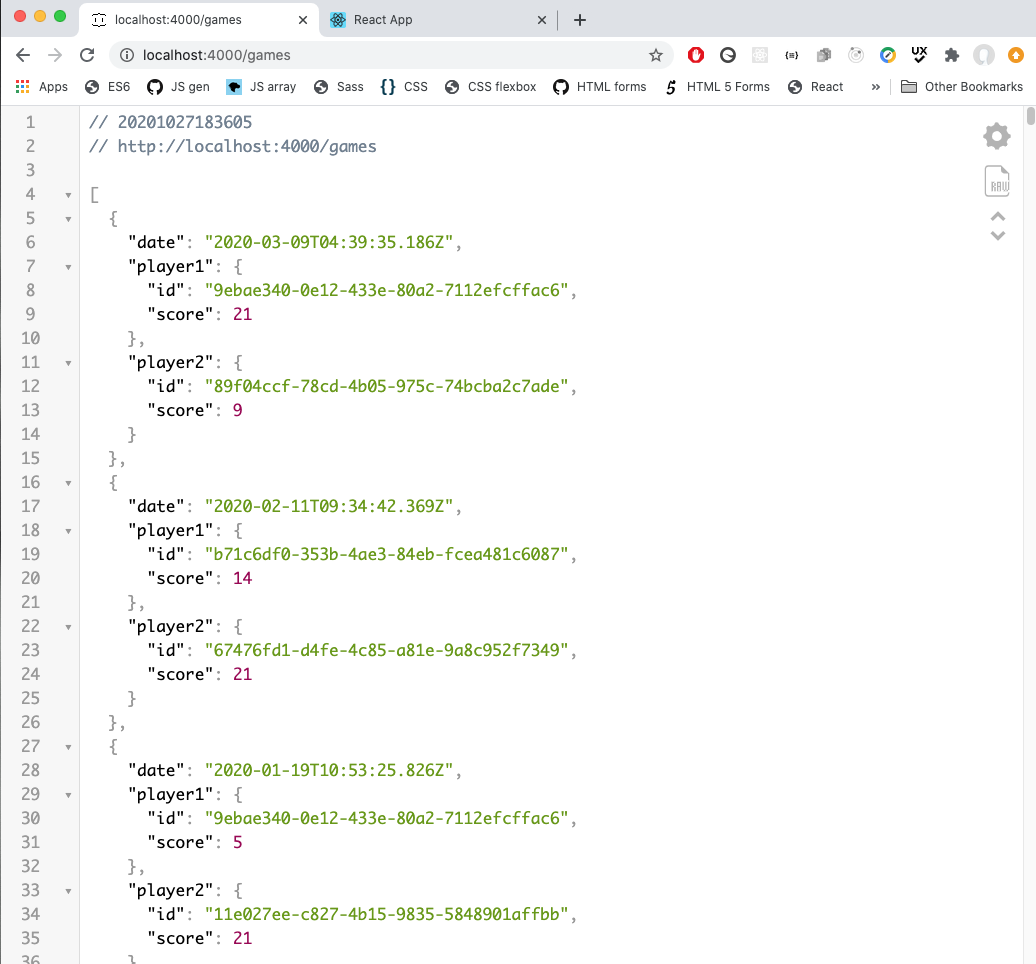 localhost:4000/games
React App
localhost:4000/games
UX
Apps ES6 JS gen JS array Sass {} CSS CSS flexbox HTML forms 5 HTML 5 Forms React » Other Bookmarks
1 // 20201027183605
2 // http://localhost:4000/games
3
4 [
5 {
6 "date": "2020-03-09T04:39:35.186Z",
7 "player1": {
8 "id": "9ebae340-0e12-433e-80a2-7112efcffac6",
9 "score": 21
10 },
11 "player2": {
12 "id": "89f04ccf-78cd-4b05-975c-74bcba2c7ade",
13 "score": 9
14 }
15 },
16 {
17 "date": "2020-02-11T09:34:42.369Z",
18 "player1": {
19 "id": "b71c6df0-353b-4ae3-84eb-fcea481c6087",
20 "score": 14
21 },
22 "player2": {
23 "id": "67476fd1-d4fe-4c85-a81e-9a8c952f7349",
24 "score": 21
25 }
26 },
27 {
28 "date": "2020-01-19T10:53:25.826Z",
29 "player1": {
30 "id": "9ebae340-0e12-433e-80a2-7112efcffac6",
31 "score": 5
32 },
33 "player2": {
34 "id": "11e027ee-c827-4b15-9835-5848901affbb",
35 "score": 21
36 }
RAW